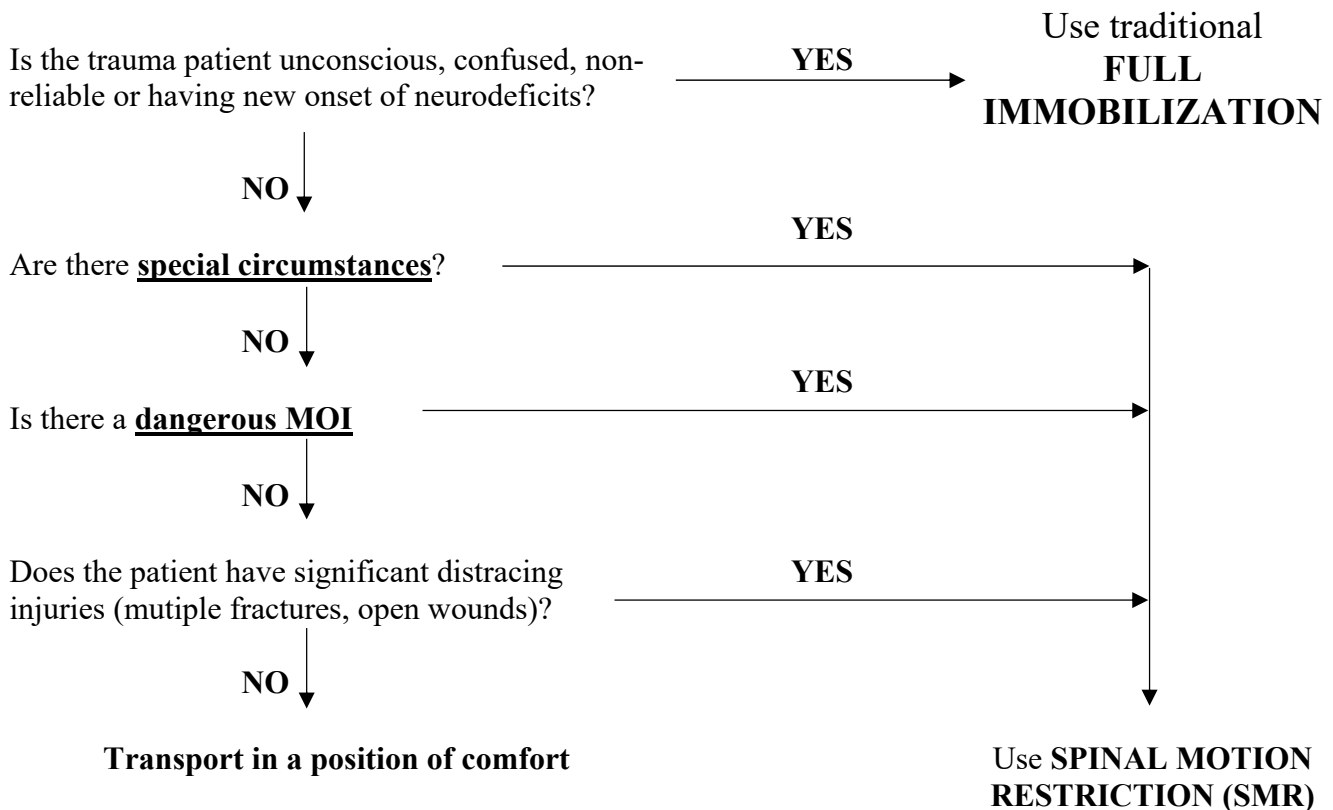 Use traditional
FULL
IMMOBILIZATION
Is the trauma patient unconscious, confused, non-
reliable or having new onset of neurodeficits?
YES
NO
Are there special circumstances?
YES
NO
Is there a dangerous MOI
YES
NO
Does the patient have significant distracing
injuries (mutiple fractures, open wounds)?
YES
NO
Transport in a position of comfort
Use SPINAL MOTION
RESTRICTION (SMR)